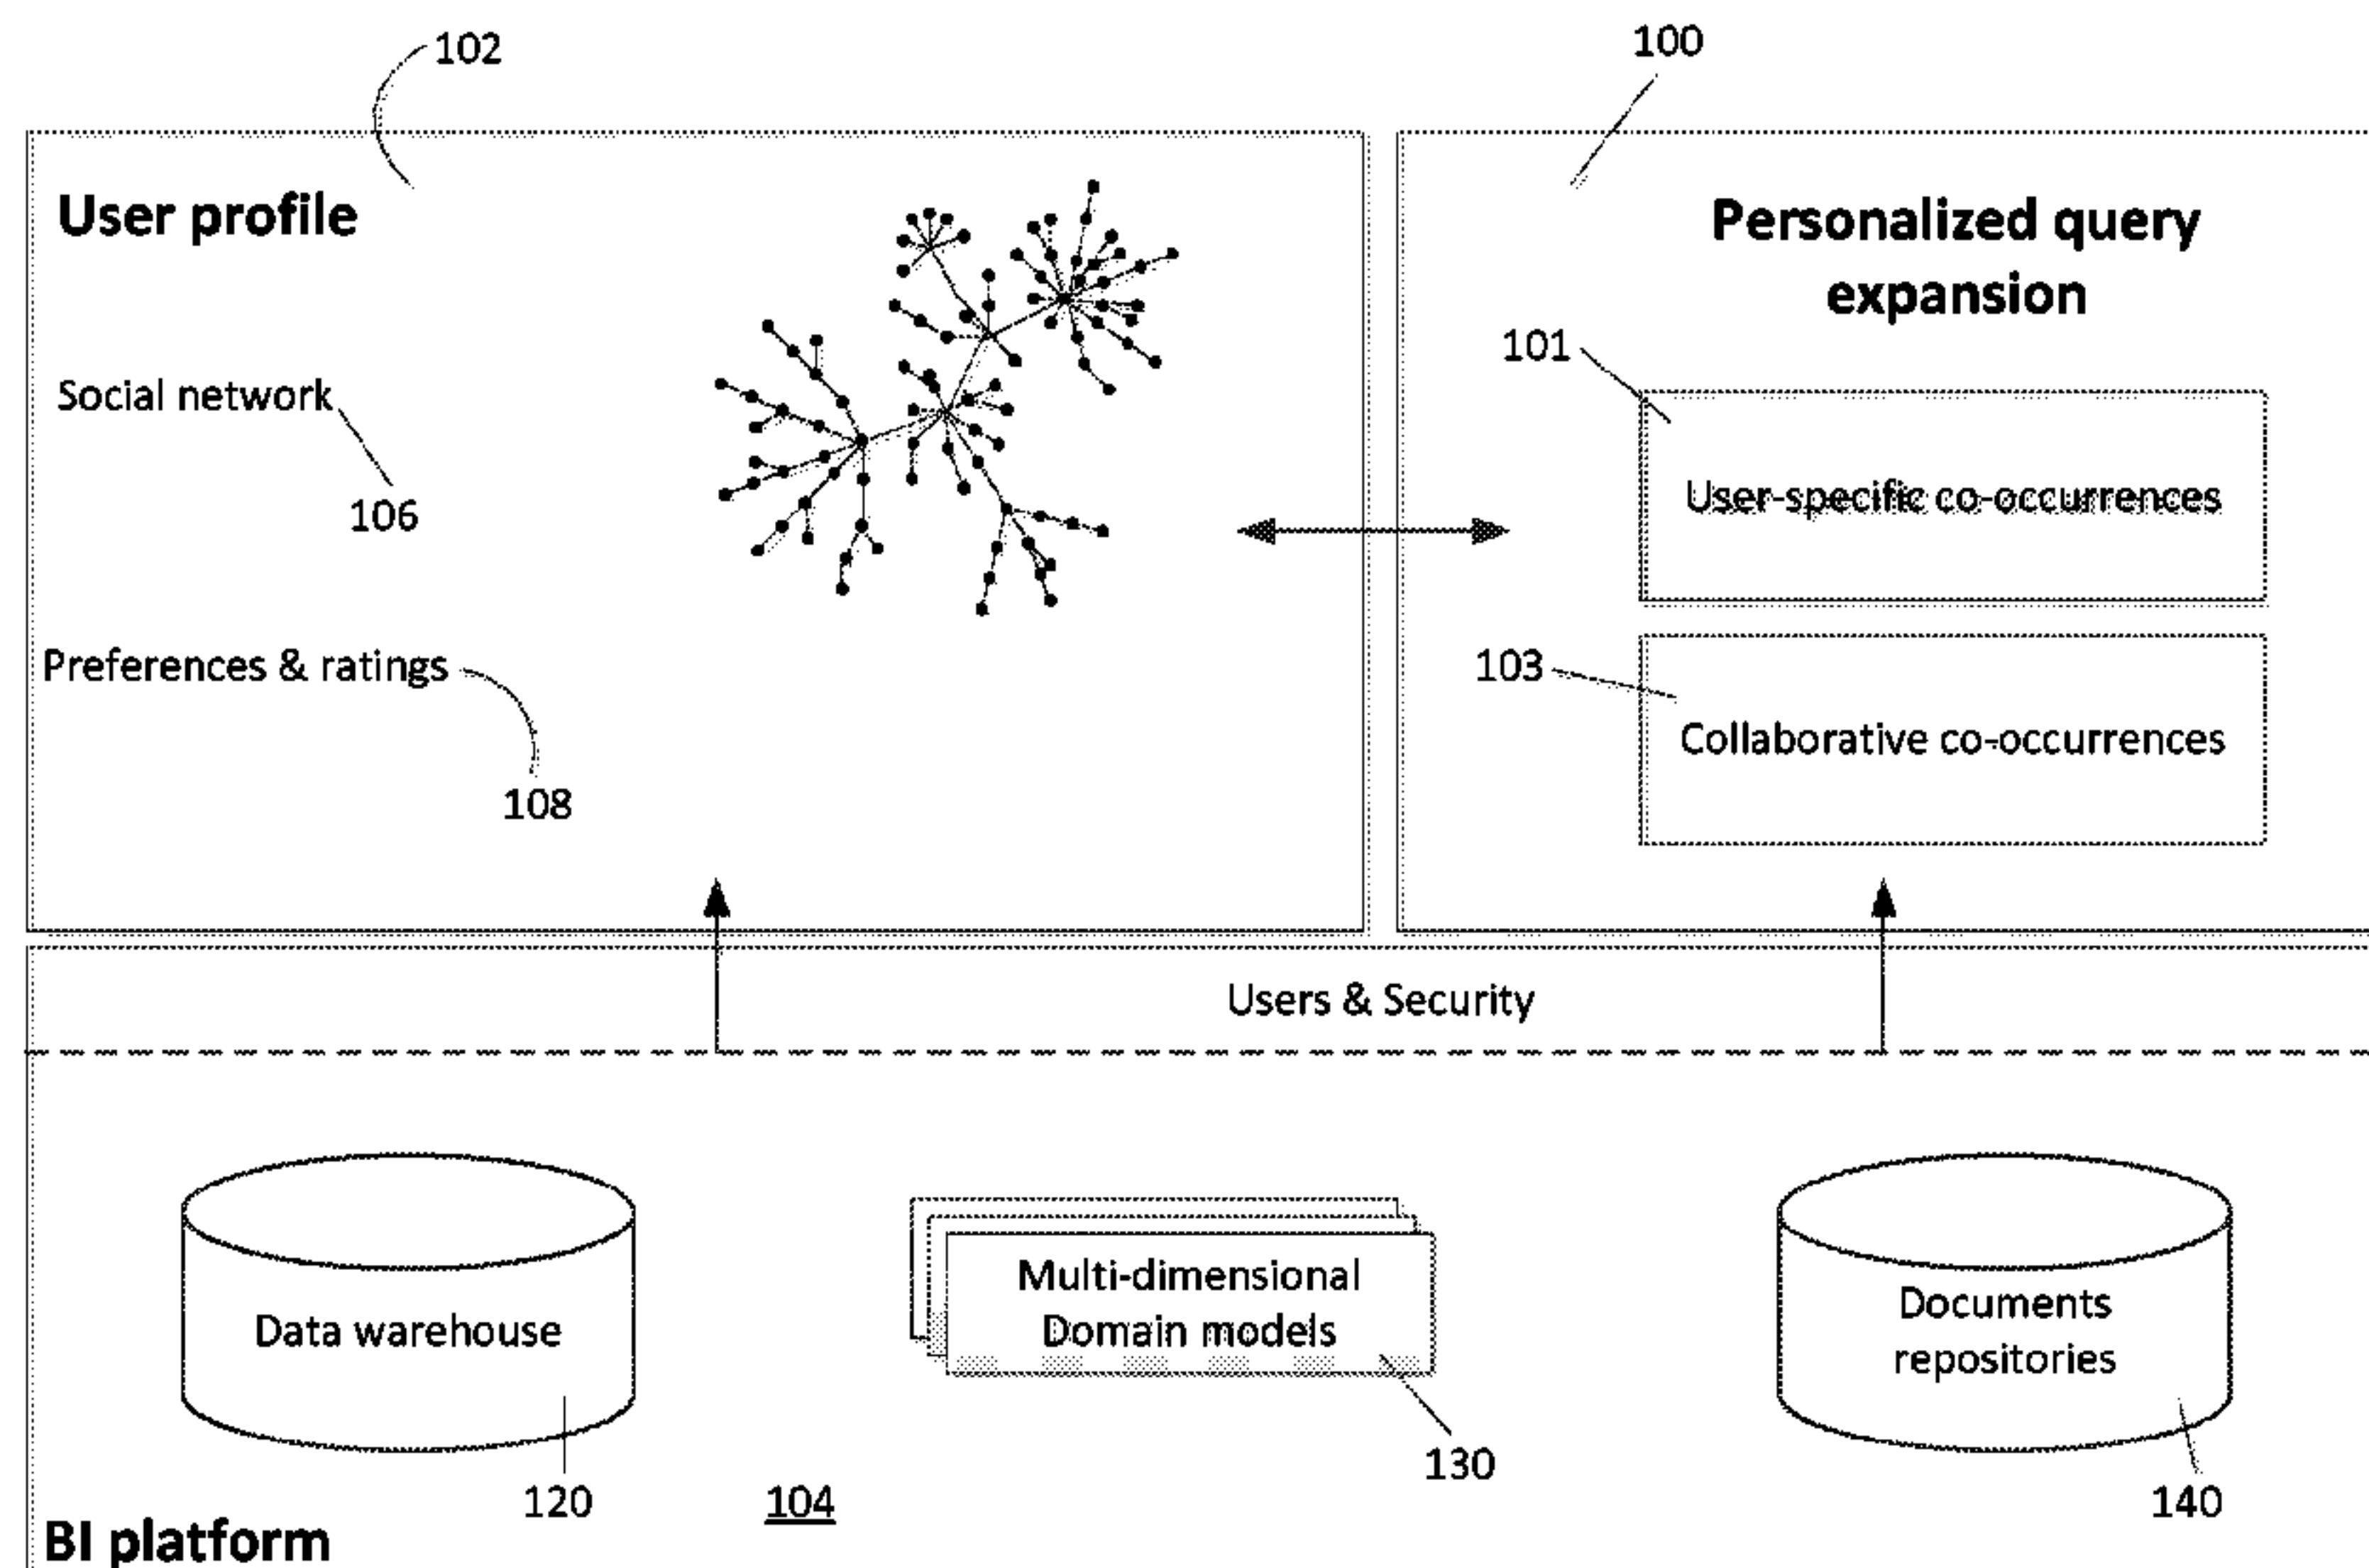 102
100
User profile
Personalized query
expansion
101
Social network
106
User-specific co-occurrences
Preferences & ratings
103
Collaborative co-occurrences
108
Users & Security
Data warehouse
Multi-dimensional
Domain models
Documents
repositories
130
120
104
140
BI platform